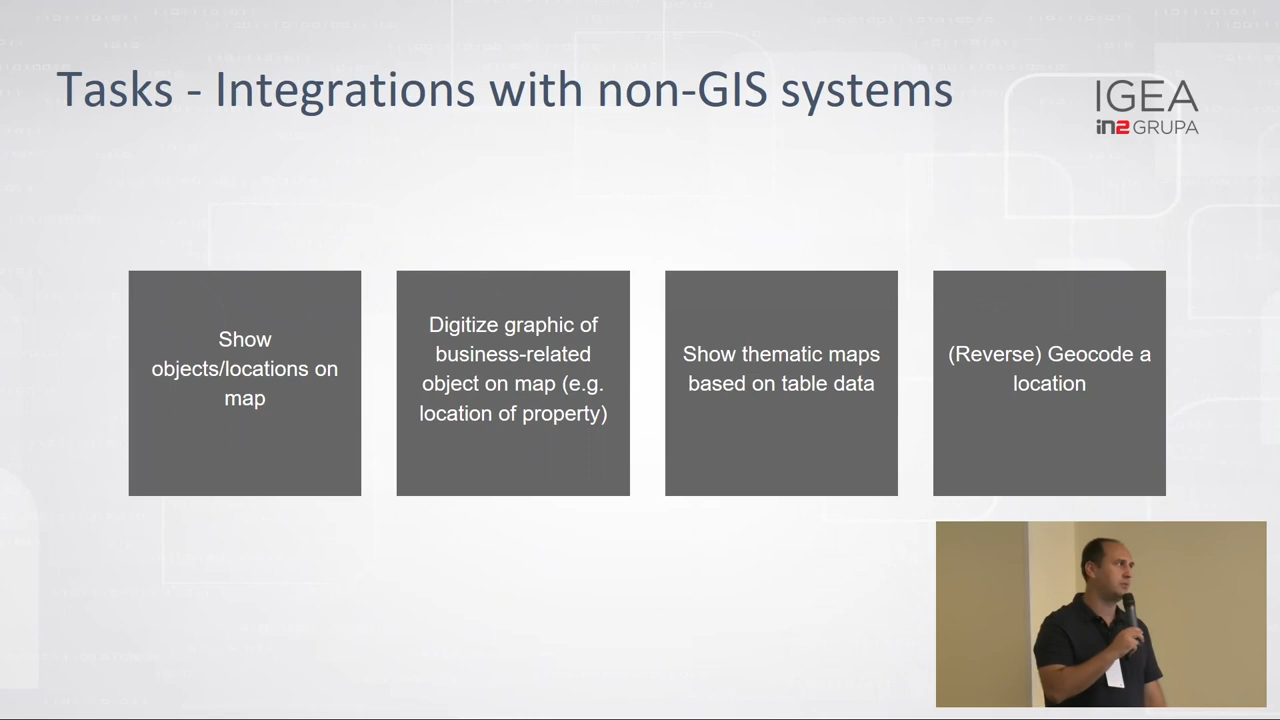 Tasks - Integrations with non-GIS systems
IGEA
in2 GRUPA
Show
objects/locations on
map
Digitize graphic of
business-related
object on map (e.g.
location of property)
Show thematic maps
based on table data
(Reverse) Geocode a
location